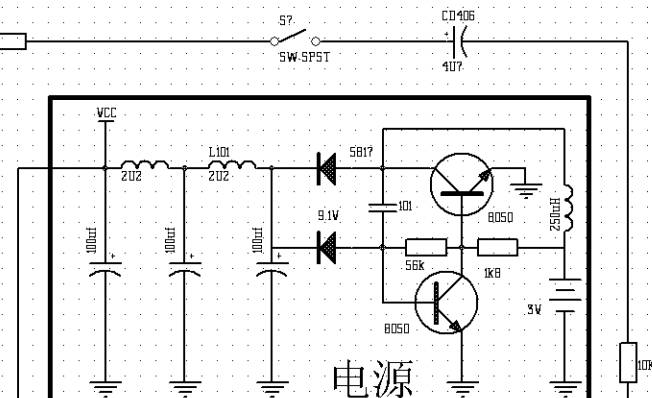 CD406
S?
SW-SPST
4U?
VCC
L101
5817
2U2
2U2
9.1V
101
8050
250uH
100uf
100uf
100uf
56k
1k8
3V
8050
电源
10K